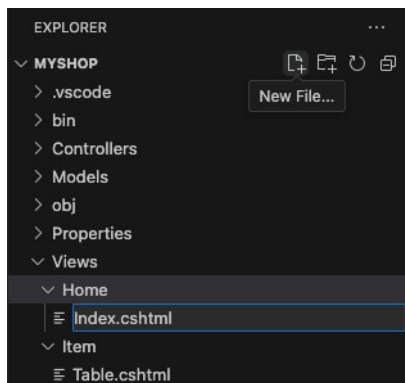 EXPLORER
MYSHOP
New File...
.vscode
bin
Controllers
Models
obj
Properties
Views
Home
Index.cshtml
Item
Table.cshtml